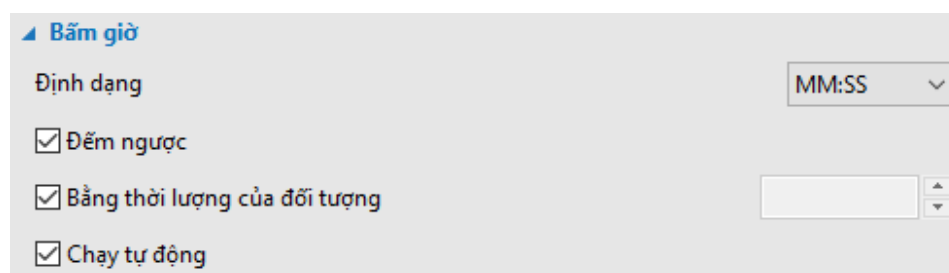 Bấm giờ
Định dạng MM:SS
Đếm ngược
Bằng thời lượng của đối tượng
Chạy tự động